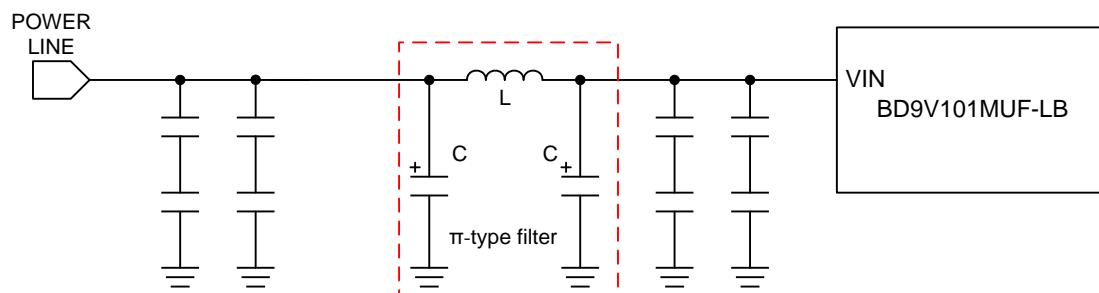 POWER
LINE
L
C
+
C
+
π-type filter
VIN
BD9V101MUF-LB